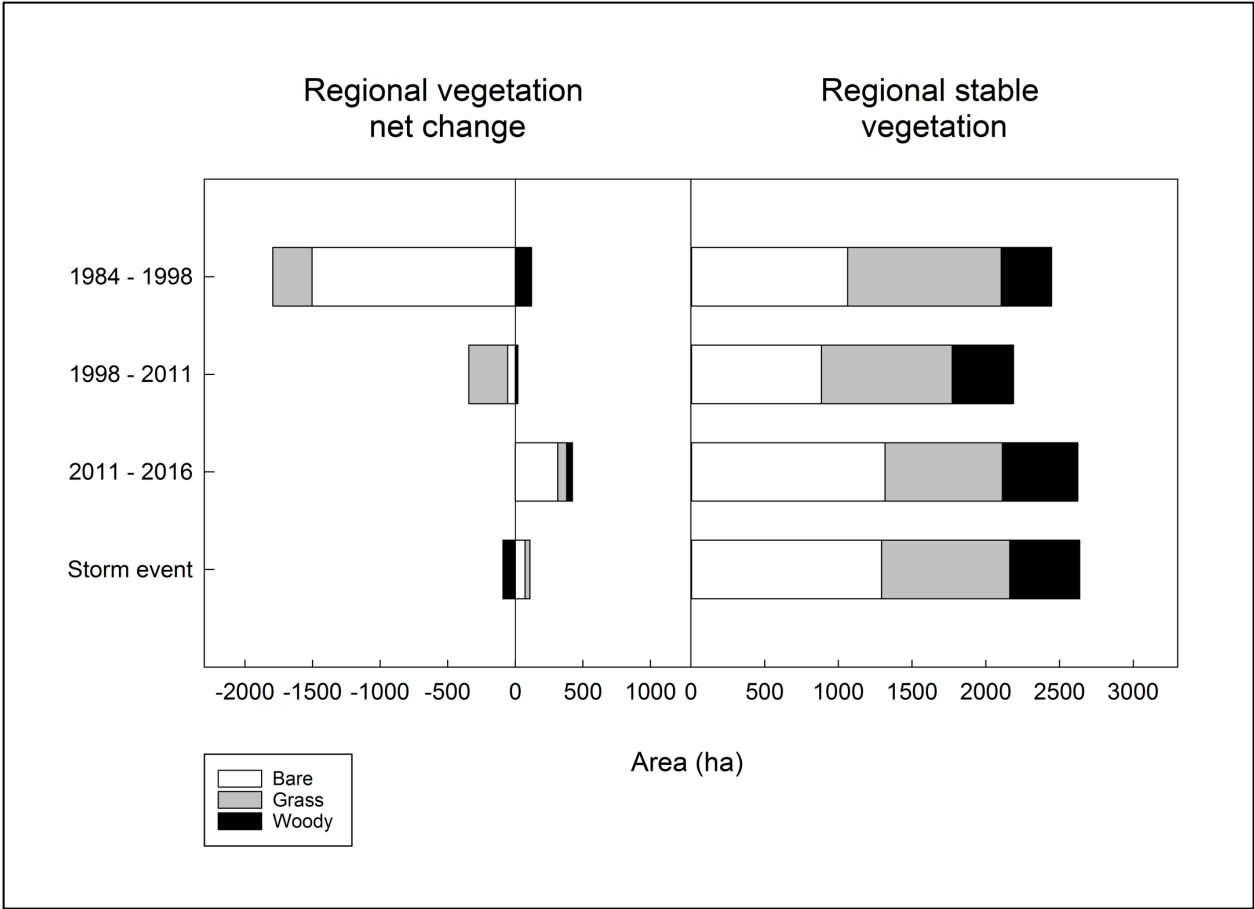 Regional vegetation
net change
Regional stable
vegetation
1984 - 1998
1998 - 2011
2011 - 2016
Storm event
-2000 -1500 -1000 -500 0 500 1000 0 500 1000 1500 2000 2500 3000
Area (ha)
Bare
Grass
Woody